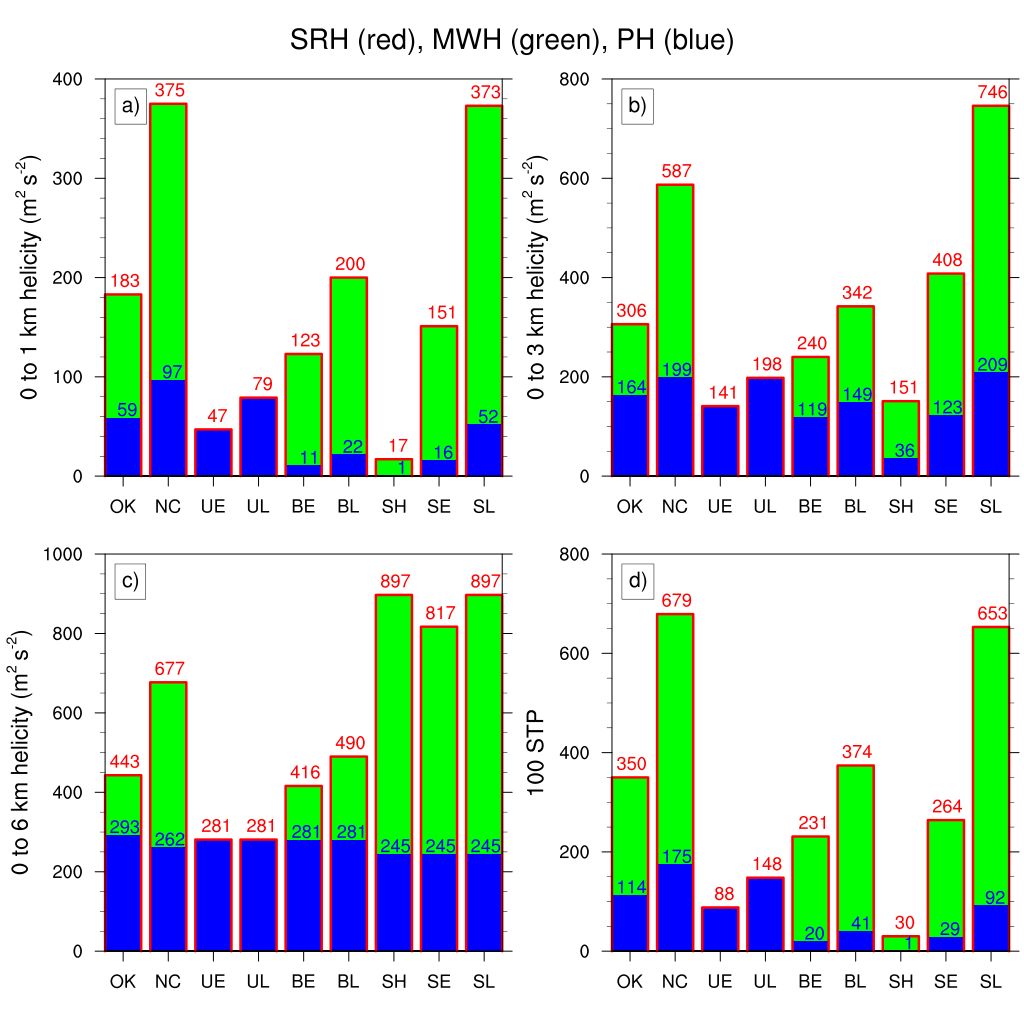 SRH (red), MWH (green), PH (blue)
a)
0 to 1 km helicity (m² s⁻²)
400
300
200
100
0
183 375 47 79 123 200 17 151 373
59 97 11 22 1 16 52
OK NC UE UL BE BL SH SE SL
b)
0 to 3 km helicity (m² s⁻²)
800
600
400
200
0
306 587 141 198 240 342 151 408 746
164 199 119 149 36 123 209
OK NC UE UL BE BL SH SE SL
c)
0 to 6 km helicity (m² s⁻²)
1000
800
600
400
200
0
443 677 281 281 416 490 897 817 897
293 262 281 281 245 245 245
OK NC UE UL BE BL SH SE SL
d)
100 STP
800
600
400
200
0
350 679 88 148 231 374 30 264 653
114 175 20 41 1 29 92
OK NC UE UL BE BL SH SE SL